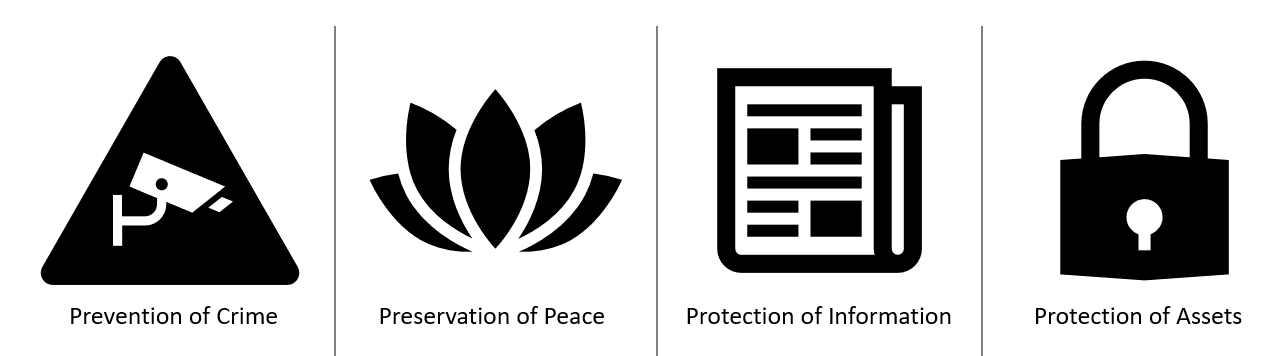 Prevention of Crime
Preservation of Peace
Protection of Information
Protection of Assets